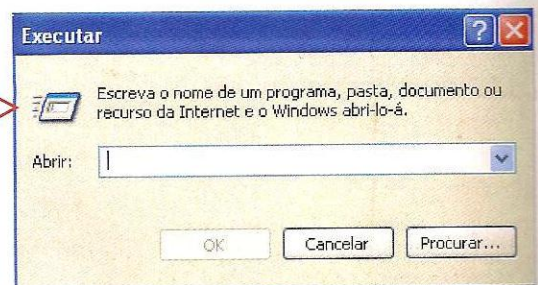 Executar
?
Escreva o nome de um programa, pasta, documento ou
recurso da Internet e o Windows abri-lo-á.
Abrir:
OK
Cancelar
Procurar...